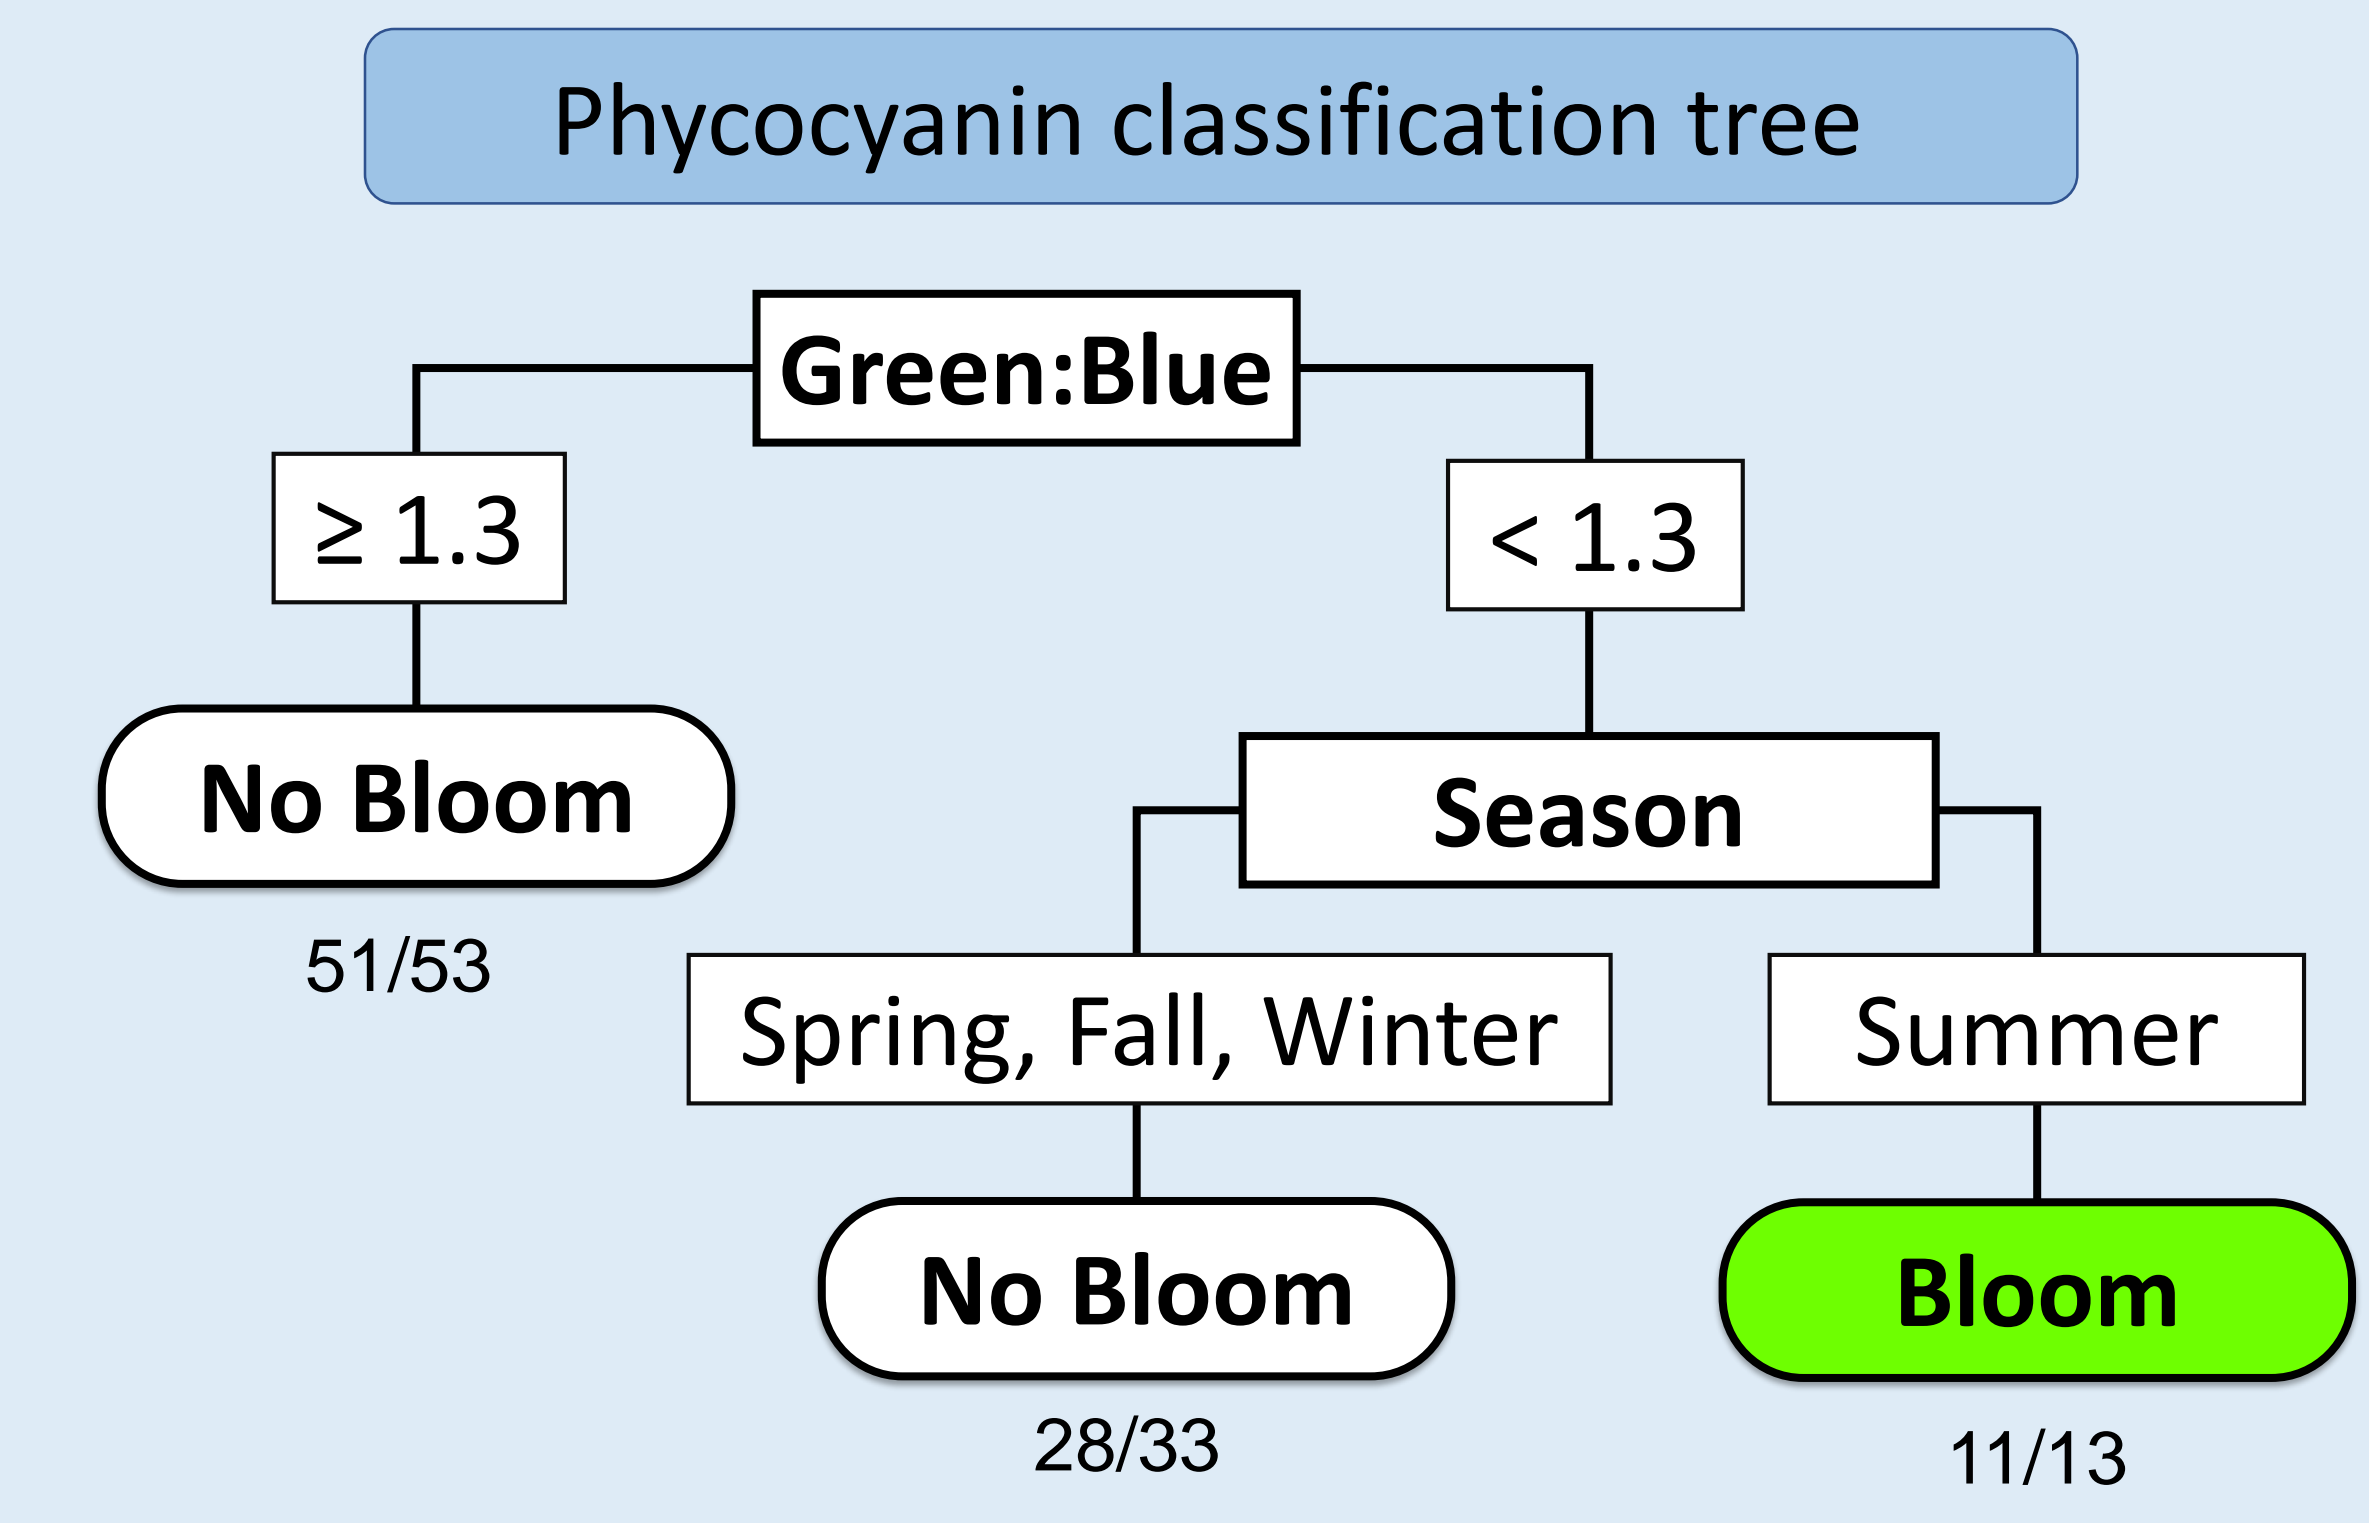 Phycocyanin classification tree
Green:Blue
≥ 1.3
< 1.3
No Bloom
Season
51/53
Spring, Fall, Winter
Summer
No Bloom
Bloom
28/33
11/13